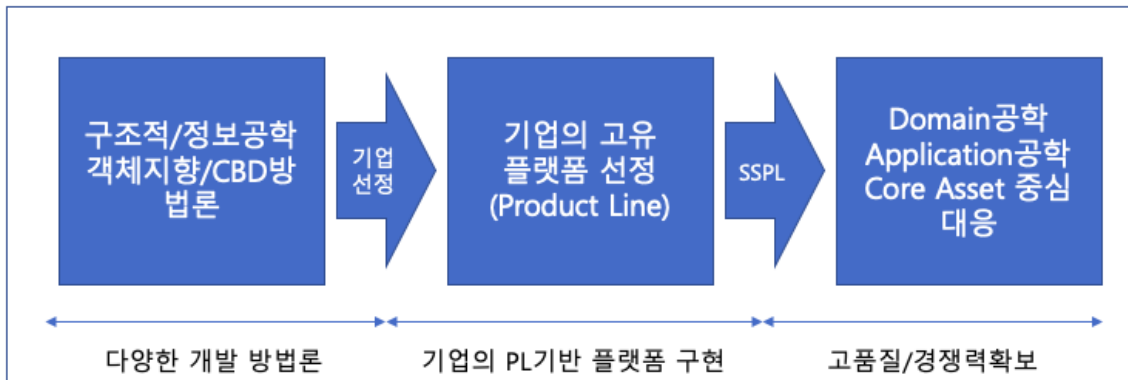 구조적/정보공학
객체지향/CBD방
법론
기업
선정
기업의 고유
플랫폼 선정
(Product Line)
SSPL
Domain공학
Application공학
Core Asset 중심
대응
다양한 개발 방법론
기업의 PL기반 플랫폼 구현
고품질/경쟁력확보